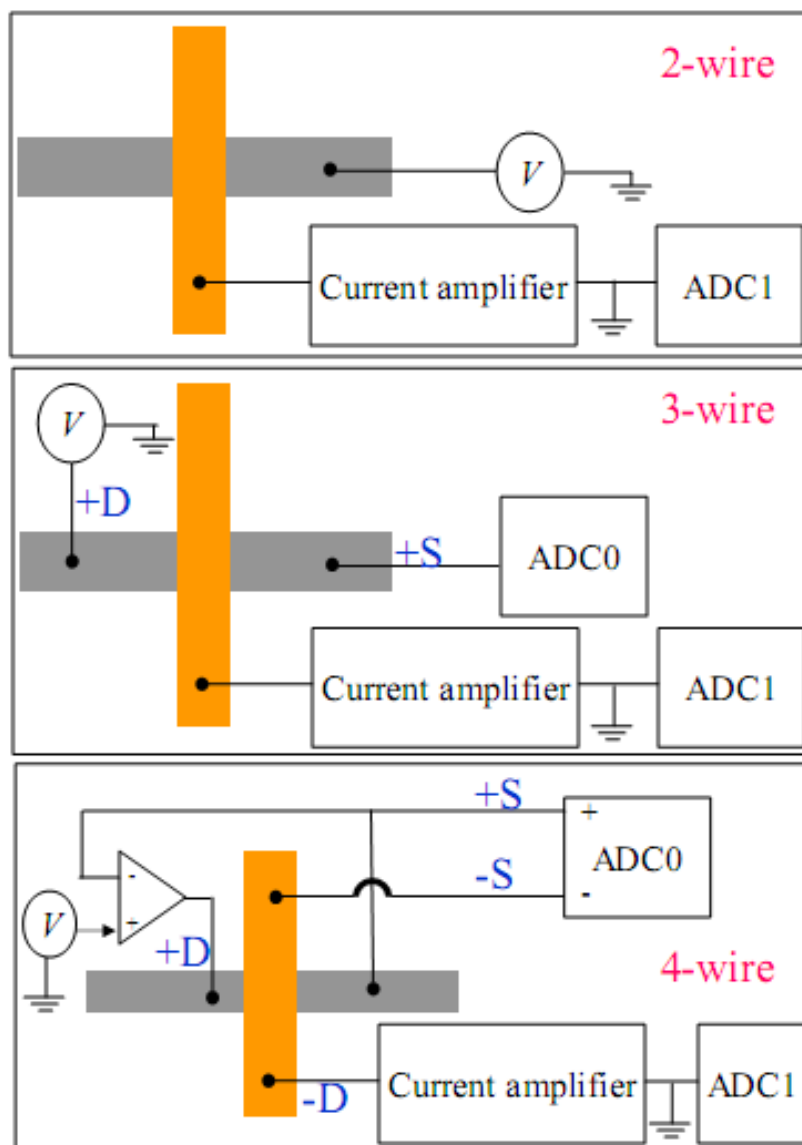 2-wire
V
Current amplifier
ADC1
3-wire
V
+D
+S
ADC0
Current amplifier
ADC1
+S
+
ADC0
-
-S
-
V
+
+D
4-wire
-D
Current amplifier
ADC1